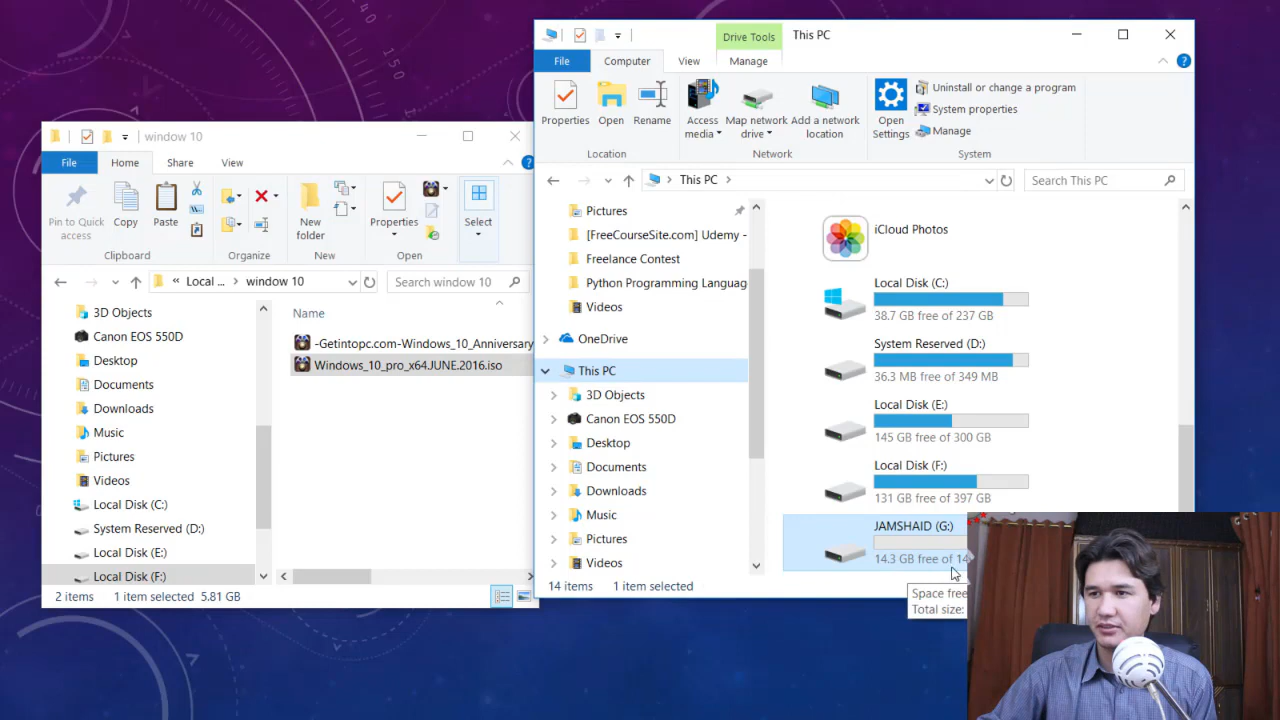 window 10
File
Home
Share
View
Pin to Quick access
Copy
Paste
New folder
Properties
Open
Select
Clipboard
Organize
New
Open
« Local ... > window 10
Search window 10
3D Objects
Canon EOS 550D
Desktop
Documents
Downloads
Music
Pictures
Videos
Local Disk (C:)
System Reserved (D:)
Local Disk (E:)
Local Disk (F:)
Name
-Getintopc.com-Windows_10_Anniversary
Windows_10_pro_x64.JUNE.2016.iso
2 items
1 item selected 5.81 GB
Drive Tools
This PC
File
Computer
View
Manage
Properties
Open
Rename
Access media
Map network drive
Add a network location
Open Settings
Uninstall or change a program
System properties
Manage
Location
Network
System
This PC
Search This PC
Pictures
[FreeCourseSite.com] Udemy -
Freelance Contest
Python Programming Languag
Videos
OneDrive
This PC
3D Objects
Canon EOS 550D
Desktop
Documents
Downloads
Music
Pictures
Videos
iCloud Photos
Local Disk (C:)
38.7 GB free of 237 GB
System Reserved (D:)
36.3 MB free of 349 MB
Local Disk (E:)
145 GB free of 300 GB
Local Disk (F:)
131 GB free of 397 GB
JAMSHAID (G:)
14.3 GB free of 14
Space free
Total size:
14 items
1 item selected
150